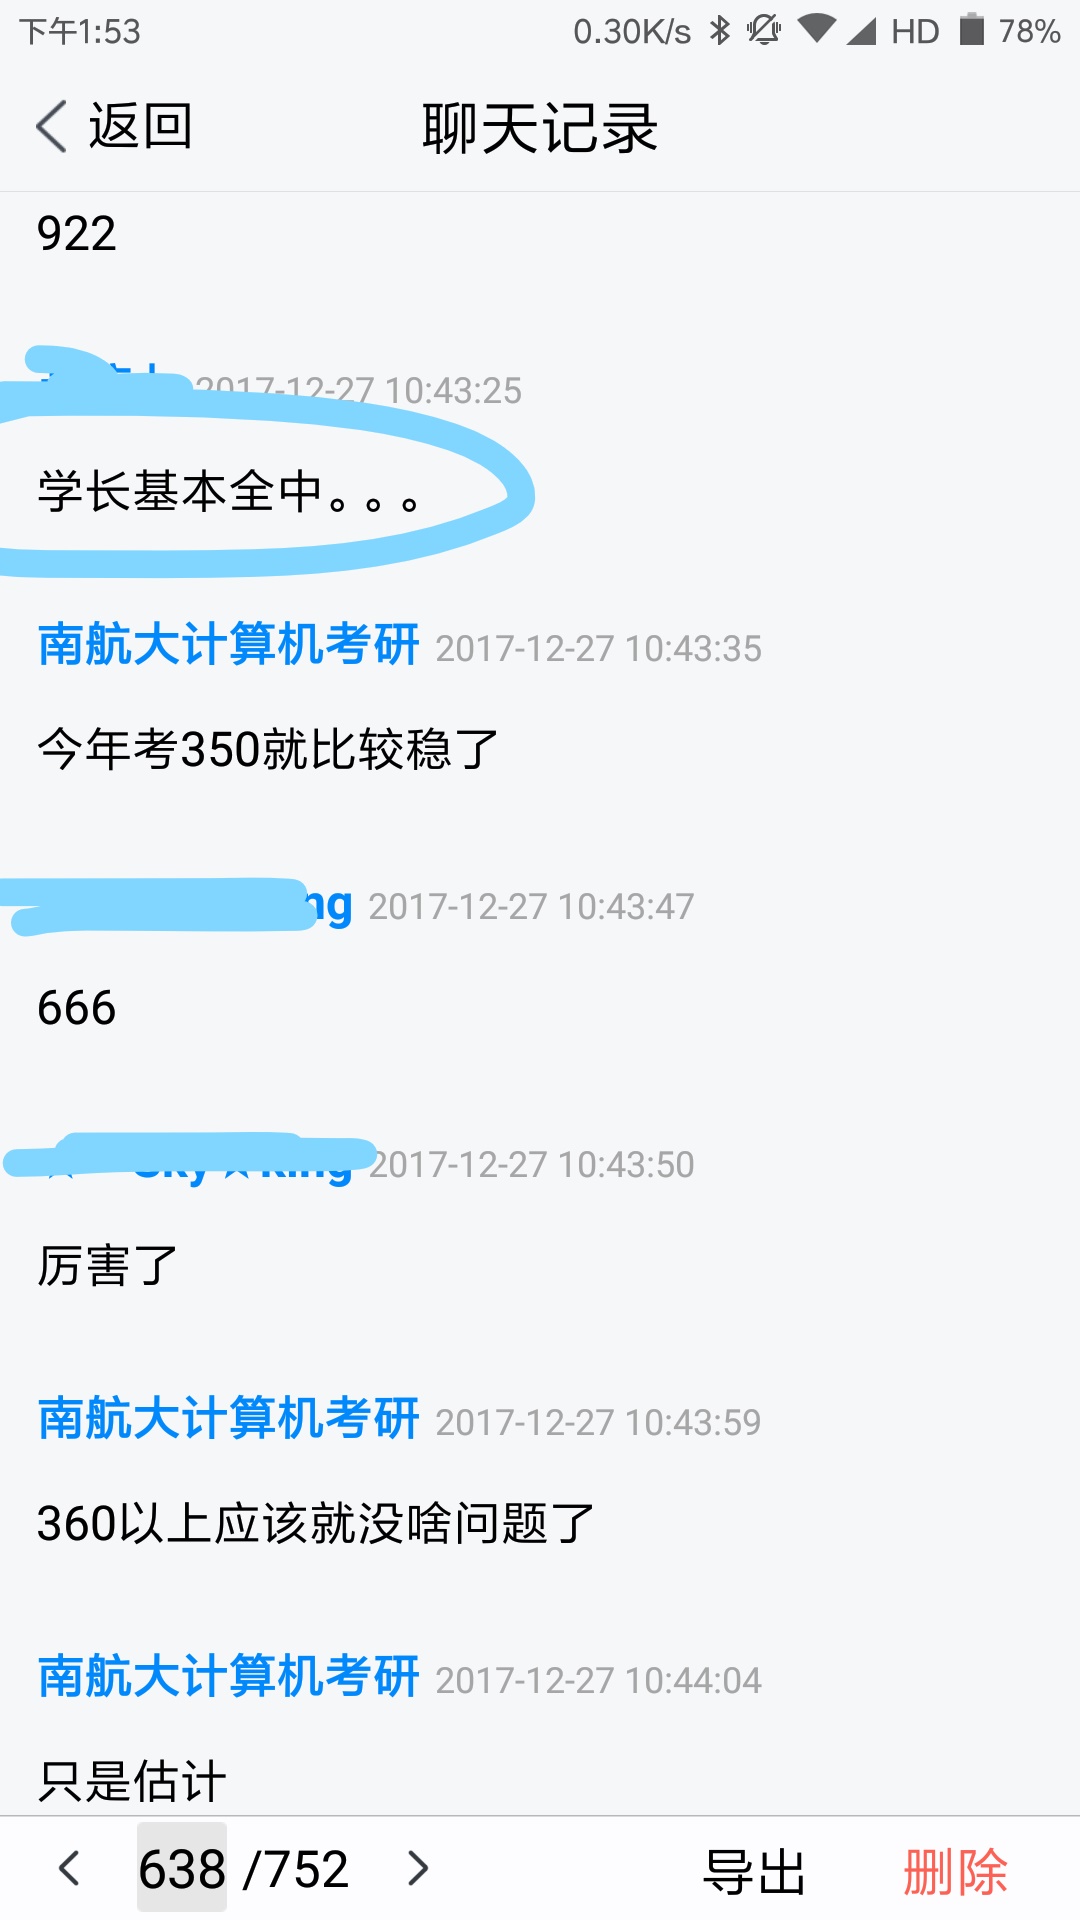 下午1:53 0.30K/s HD 78%
返回 聊天记录
922
2017-12-27 10:43:25
学长基本全中。。。
南航大计算机考研 2017-12-27 10:43:35
今年考350就比较稳了
ng 2017-12-27 10:43:47
666
Sky★King 2017-12-27 10:43:50
厉害了
南航大计算机考研 2017-12-27 10:43:59
360以上应该就没啥问题了
南航大计算机考研 2017-12-27 10:44:04
只是估计
638 /752 导出 删除